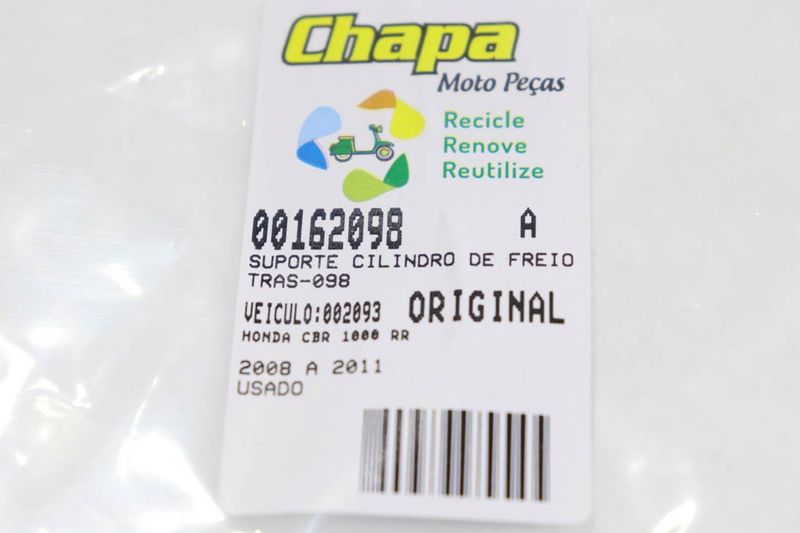 Chapa
Moto Peças
Recicle
Renove
Reutilize
00162098 A
SUPORTE CILINDRO DE FREIO
TRAS-098
VEICULO:002093 ORIGINAL
HONDA CBR 1000 RR
2008 A 2011
USADO